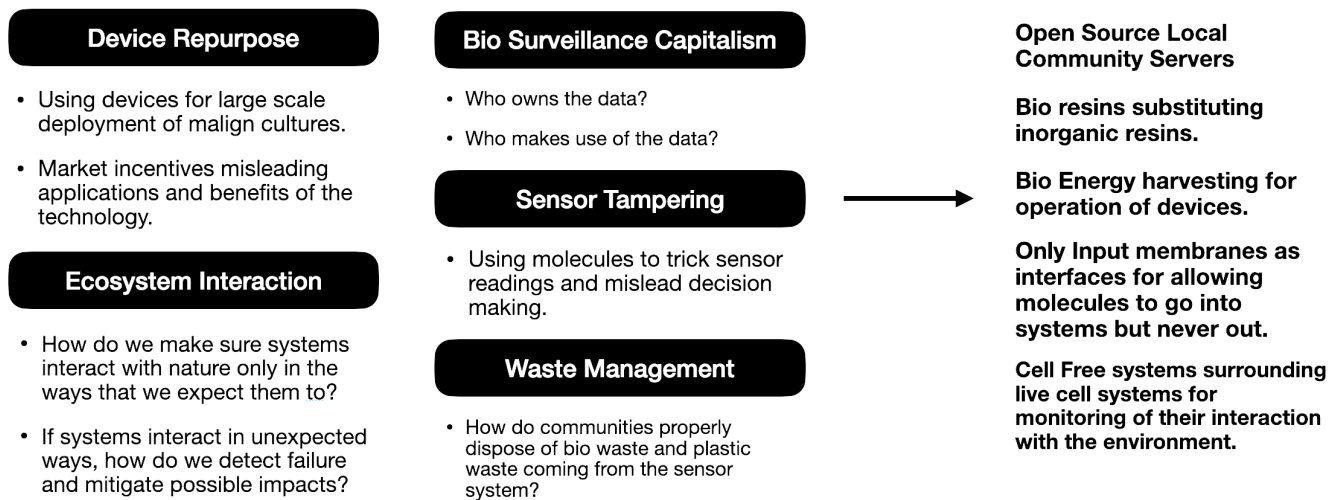 Device Repurpose
• Using devices for large scale
deployment of malign cultures.
• Market incentives misleading
applications and benefits of the
technology.
Ecosystem Interaction
• How do we make sure systems
interact with nature only in the
ways that we expect them to?
• If systems interact in unexpected
ways, how do we detect failure
and mitigate possible impacts?
Bio Surveillance Capitalism
• Who owns the data?
• Who makes use of the data?
Sensor Tampering
• Using molecules to trick sensor
readings and mislead decision
making.
Waste Management
• How do communities properly
dispose of bio waste and plastic
waste coming from the sensor
system?
Open Source Local
Community Servers
Bio resins substituting
inorganic resins.
Bio Energy harvesting for
operation of devices.
Only Input membranes as
interfaces for allowing
molecules to go into
systems but never out.
Cell Free systems surrounding
live cell systems for
monitoring of their interaction
with the environment.